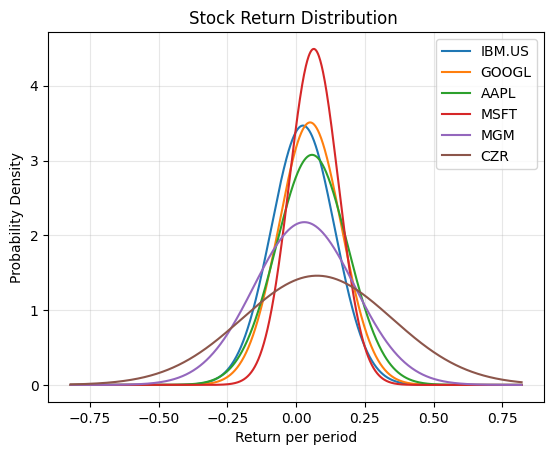 Stock Return Distribution
Probability Density
4
3
2
1
0
IBM.US
GOOGL
AAPL
MSFT
MGM
CZR
−0.75
−0.50
−0.25
0.00
0.25
0.50
0.75
Return per period